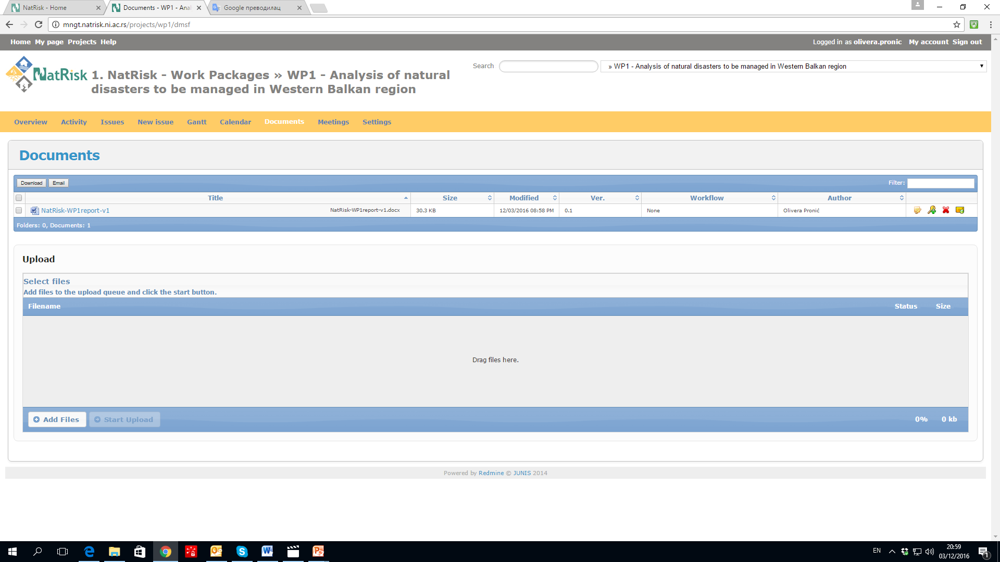 NatRisk - Home
Documents - WP1 - Anal
Google преводилац
mngt.natrisk.ni.ac.rs/projects/wp1/dmsf
Home My page Projects Help
Logged in as olivera.pronic My account Sign out
NatRisk
1. NatRisk - Work Packages » WP1 - Analysis of natural
disasters to be managed in Western Balkan region
Search
» WP1 - Analysis of natural disasters to be managed in Western Balkan region
Overview Activity Issues New issue Gantt Calendar Documents Meetings Settings
Documents
Download Email
Filter:
Title Size Modified Ver. Workflow Author
NatRisk-WP1report-v1 NatRisk-WP1report-v1.docx 30.3 KB 12/03/2016 08:58 PM 0.1 None Olivera Pronić
Folders: 0, Documents: 1
Upload
Select files
Add files to the upload queue and click the start button.
Filename Status Size
Drag files here.
Add Files Start Upload 0% 0 kb
Powered by Redmine © JUNIS 2014
EN
20:59
03/12/2016
1